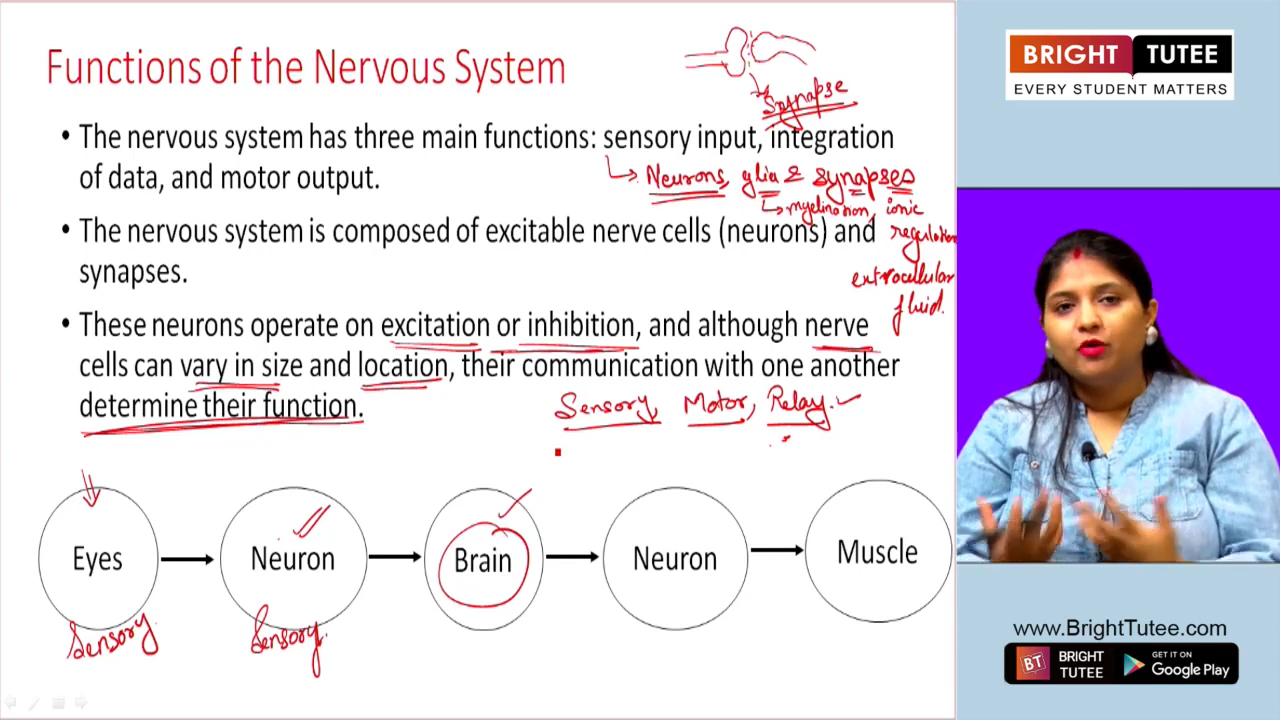 Functions of the Nervous System
Synapse
• The nervous system has three main functions: sensory input, integration
of data, and motor output.
Neurons, glia & synapses
myelination, ionic
regulation
extracellular
fluid.
• The nervous system is composed of excitable nerve cells (neurons) and
synapses.
• These neurons operate on excitation or inhibition, and although nerve
cells can vary in size and location, their communication with one another
determine their function.
Sensory, Motor, Relay.
Eyes
Neuron
Brain
Neuron
Muscle
Sensory
Sensory
BRIGHT TUTEE
EVERY STUDENT MATTERS
www.BrightTutee.com
BT BRIGHT TUTEE
GET IT ON Google Play